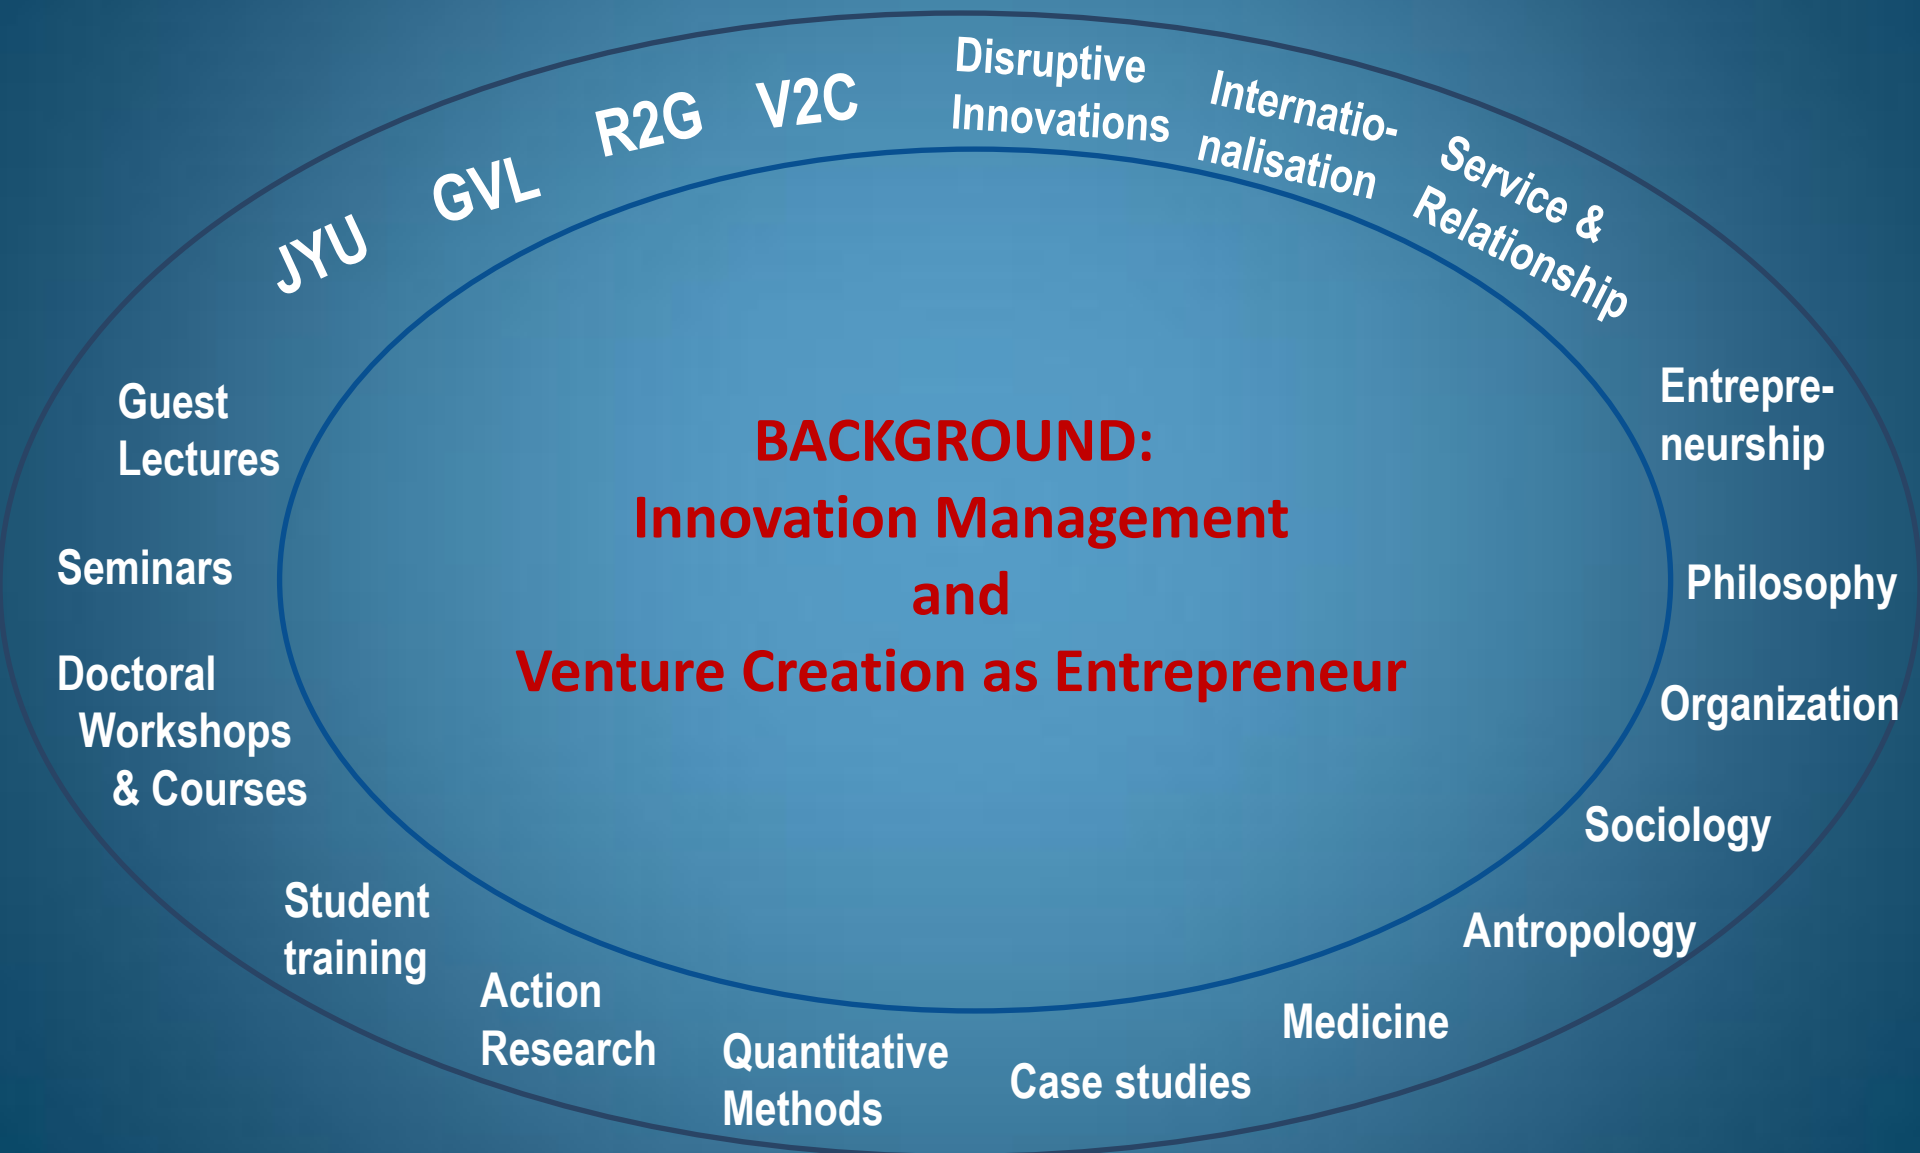 JYU
GVL
R2G
V2C
Disruptive
Innovations
Internatio-
nalisation
Service &
Relationship
Entrepre-
neurship
Philosophy
Organization
Sociology
Antropology
Medicine
Case studies
Quantitative
Methods
Action
Research
Student
training
Doctoral
Workshops
& Courses
Seminars
Guest
Lectures
BACKGROUND:
Innovation Management
and
Venture Creation as Entrepreneur